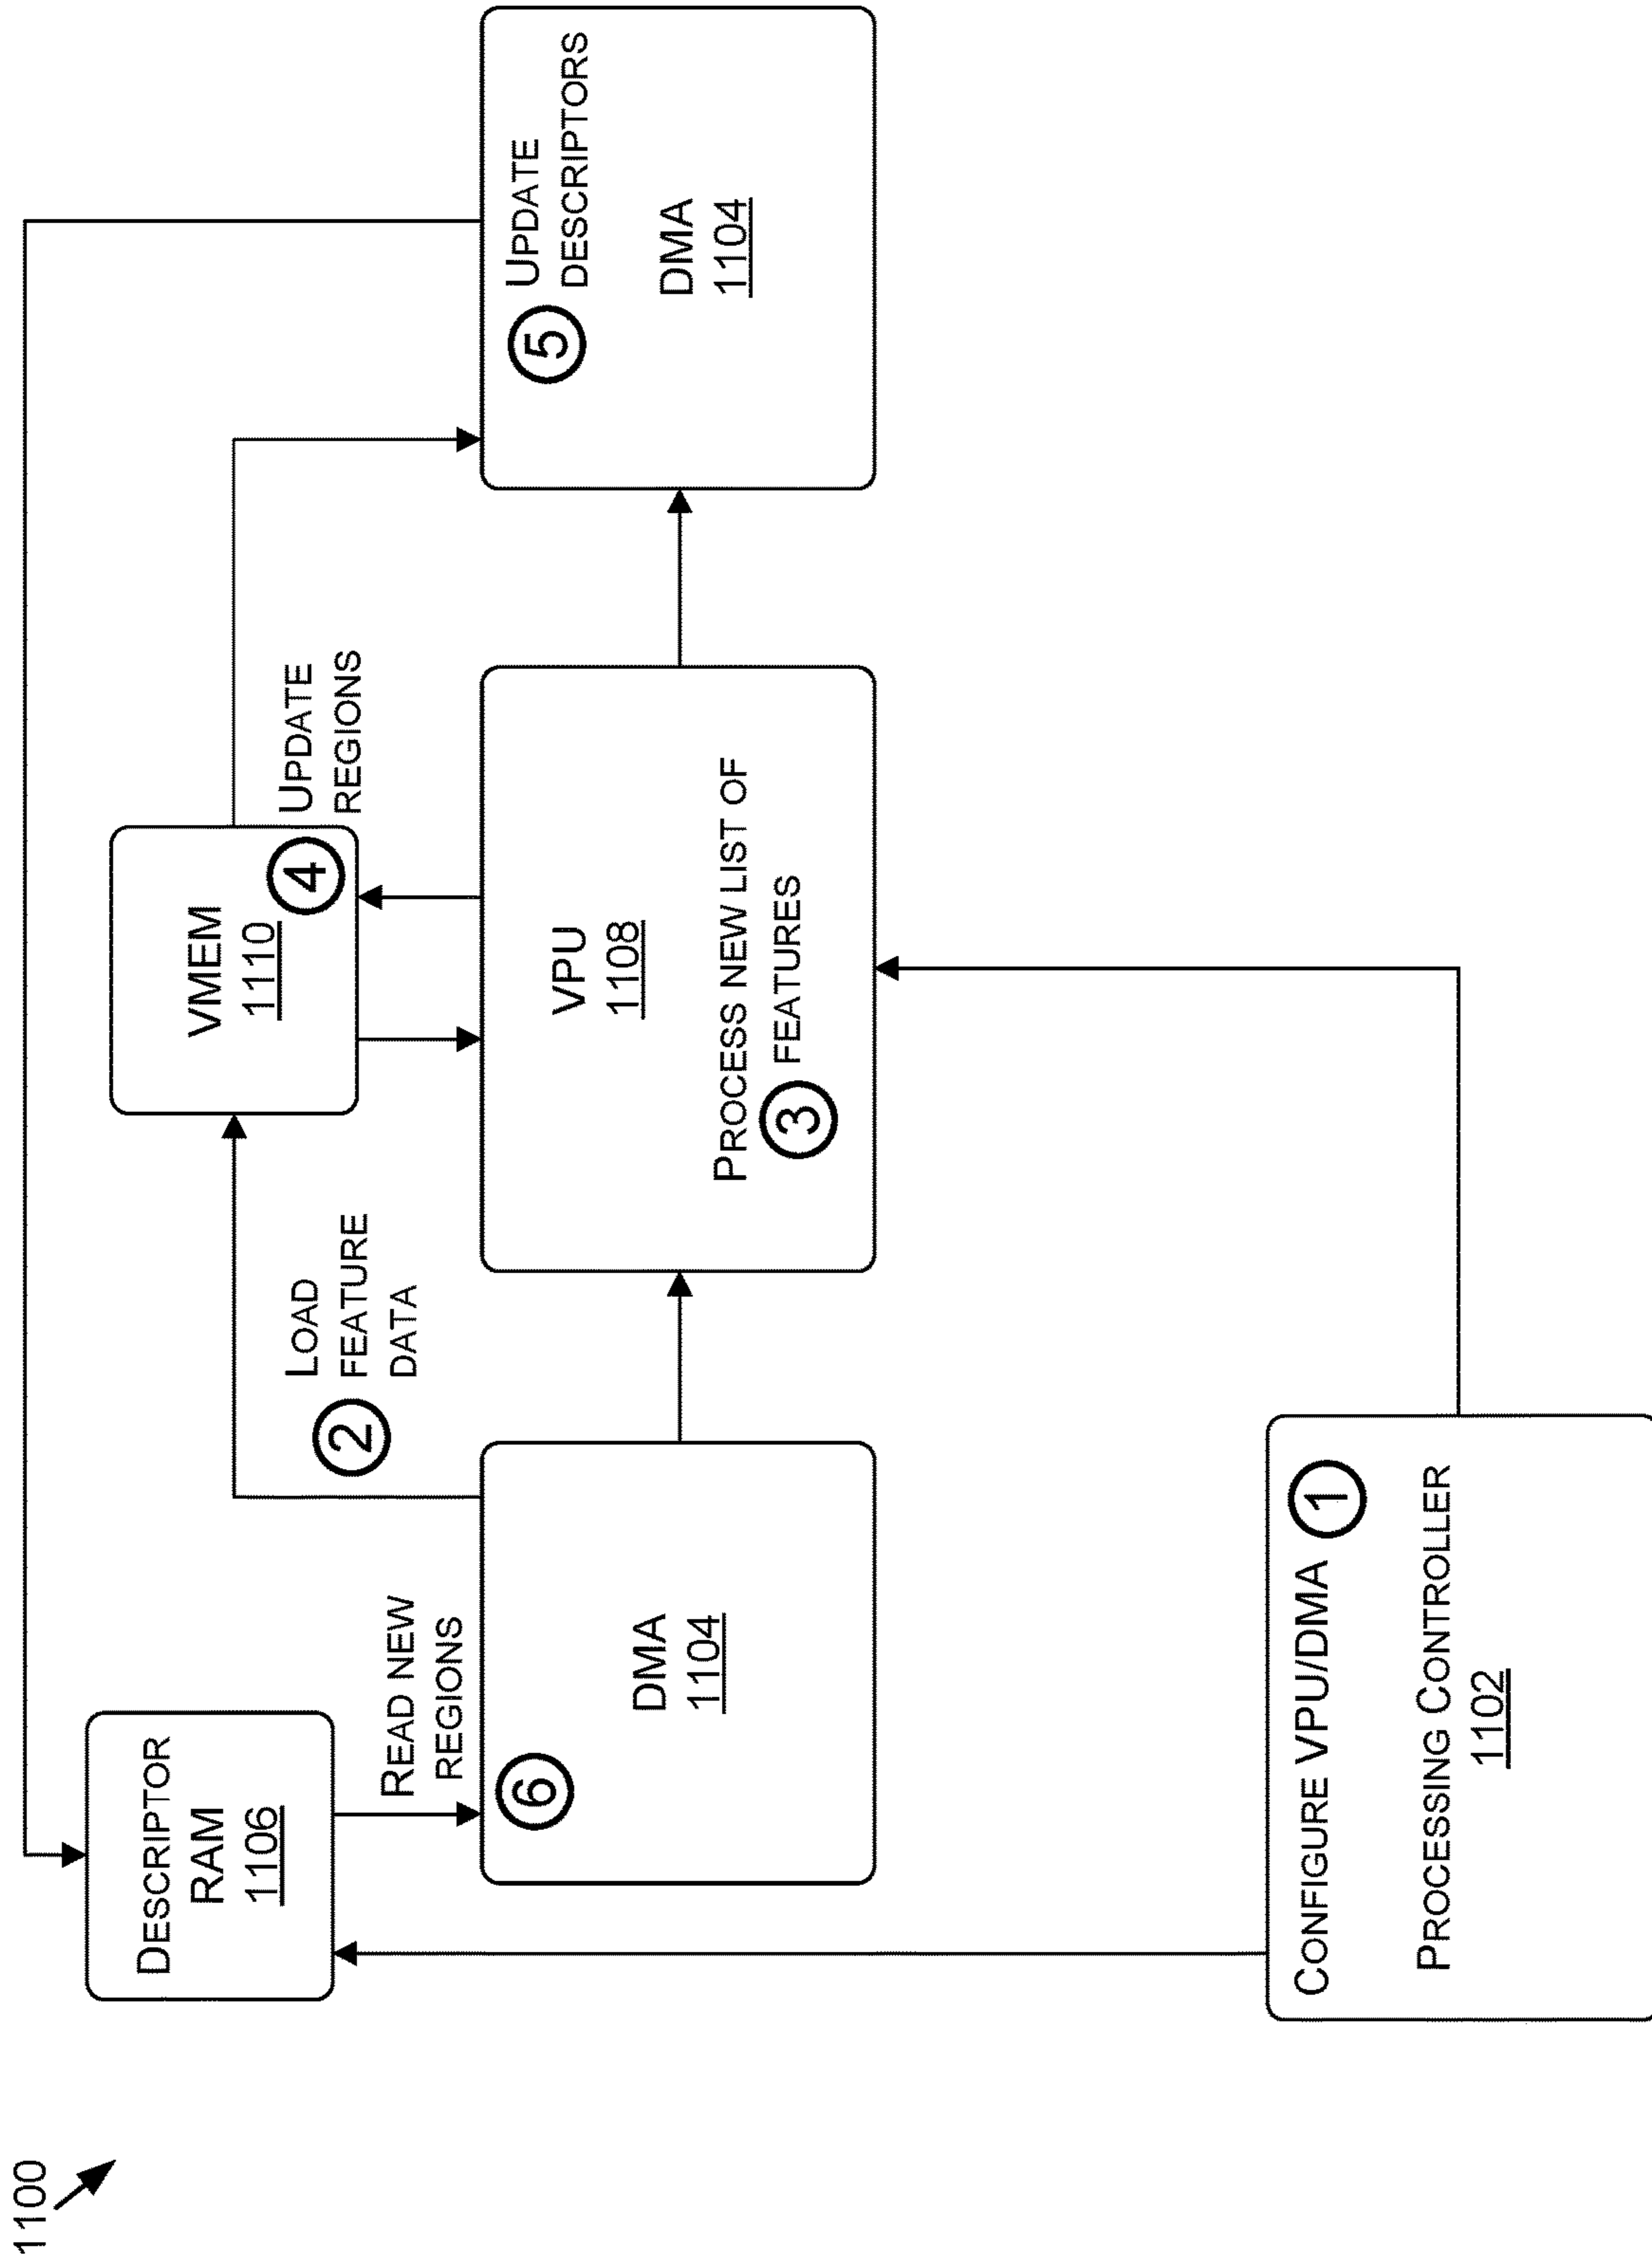 1100
DESCRIPTOR
RAM
1106
READ NEW
REGIONS
6
DMA
1104
2
LOAD
FEATURE
DATA
VMEM
1110
4
UPDATE
REGIONS
VPU
1108
PROCESS NEW LIST OF
3 FEATURES
5
UPDATE
DESCRIPTORS
DMA
1104
CONFIGURE VPU/DMA 1
PROCESSING CONTROLLER
1102